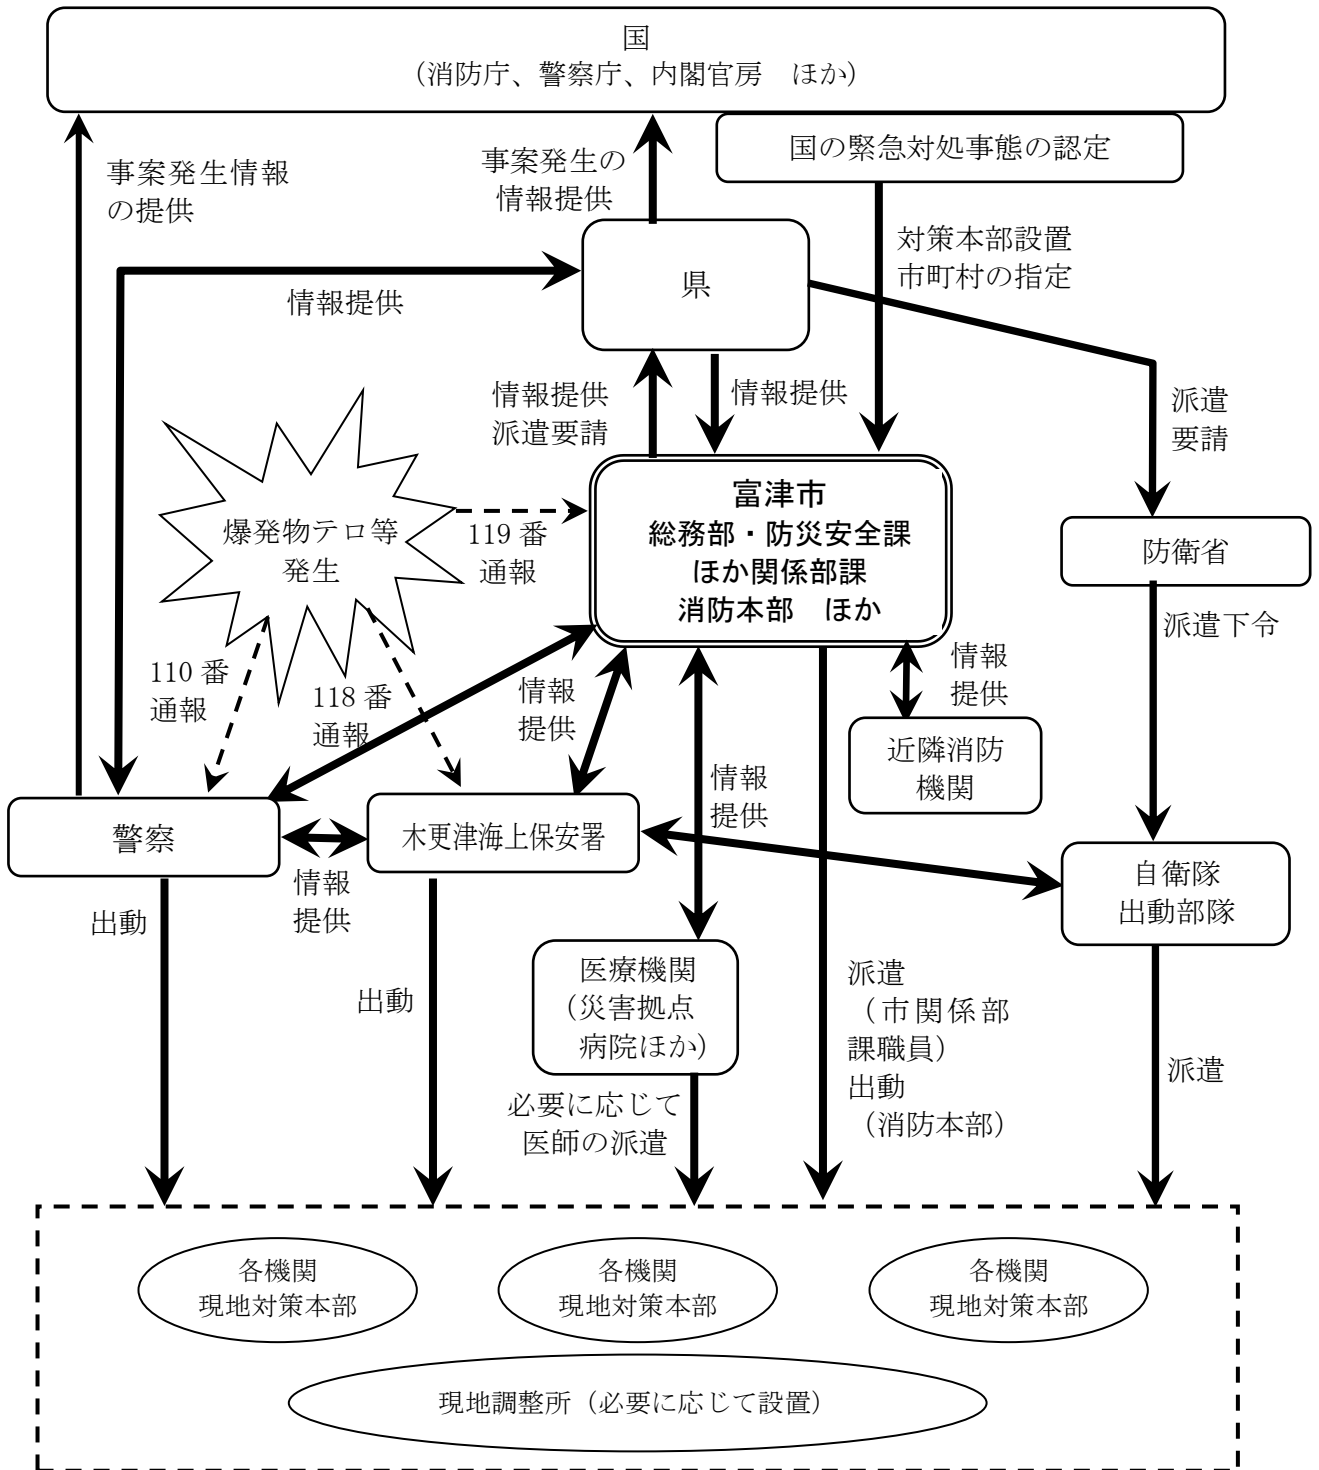 国
（消防庁、警察庁、内閣官房　ほか）
国の緊急対処事態の認定
事案発生情報
の提供
事案発生の
情報提供
対策本部設置
市町村の指定
県
情報提供
情報提供
派遣要請
情報提供
派遣
要請
富津市
総務部・防災安全課
ほか関係部課
消防本部　ほか
爆発物テロ等
発生
119 番
通報
防衛省
派遣下令
110 番
通報
118 番
通報
情報
提供
情報
提供
近隣消防
機関
情報
提供
警察
木更津海上保安署
情報
提供
自衛隊
出動部隊
出動
出動
医療機関
（災害拠点
病院ほか）
派遣
（市関係部
課職員）
出動
（消防本部）
派遣
必要に応じて
医師の派遣
各機関
現地対策本部
各機関
現地対策本部
各機関
現地対策本部
現地調整所（必要に応じて設置）